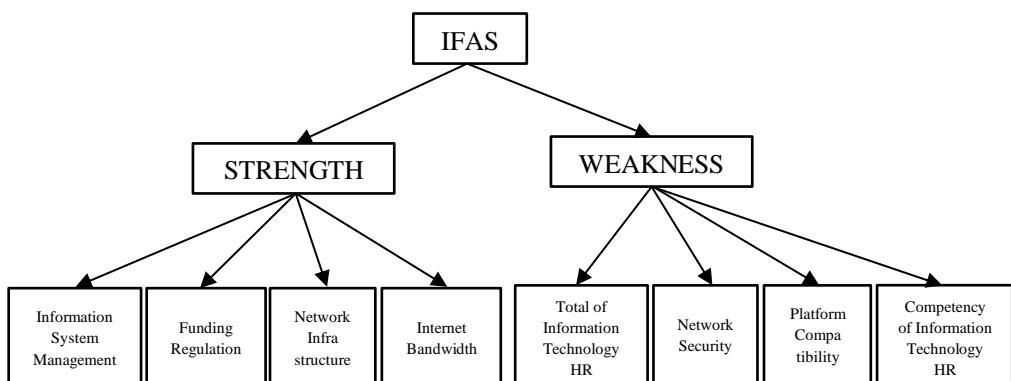 IFAS
STRENGTH
WEAKNESS
Information
System
Management
Funding
Regulation
Network
Infra
structure
Internet
Bandwidth
Total of
Information
Technology
HR
Network
Security
Platform
Compa
tibility
Competency
of Information
Technology
HR